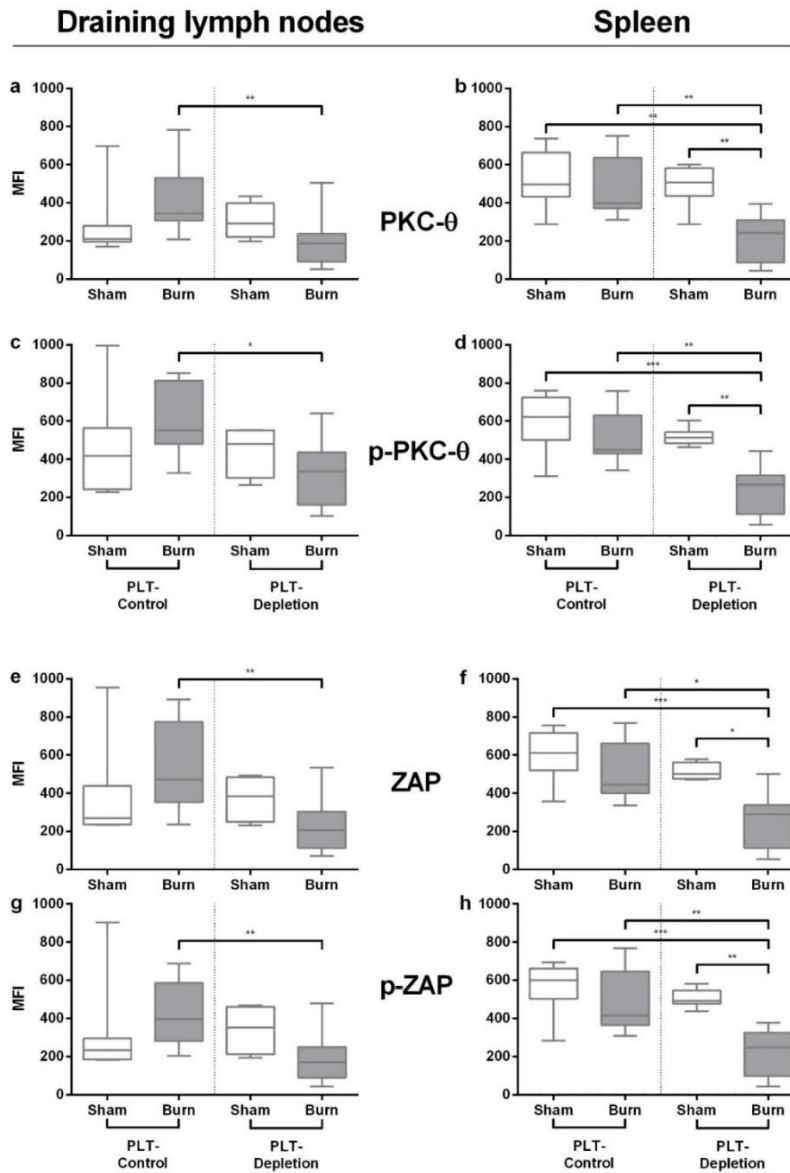 Draining lymph nodes Spleen
a b
1000 1000
800 ** 800 ** ** **
600 600
MFI
400 400
PKC-θ
200 200
0 0
Sham Burn Sham Burn Sham Burn Sham Burn
c d
1000 1000
800 * 800 ** *** **
600 600
MFI
400 400
p-PKC-θ
200 200
0 0
Sham Burn Sham Burn Sham Burn Sham Burn
PLT- PLT- PLT- PLT-
Control Depletion Control Depletion
e f
1000 1000
800 ** 800 * *** *
600 600
MFI
400 400
ZAP
200 200
0 0
Sham Burn Sham Burn Sham Burn Sham Burn
g h
1000 1000
800 ** 800 ** *** **
600 600
MFI
400 400
p-ZAP
200 200
0 0
Sham Burn Sham Burn Sham Burn Sham Burn
PLT- PLT- PLT- PLT-
Control Depletion Control Depletion